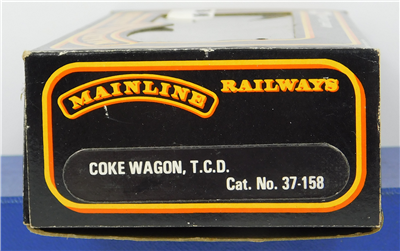 MAINLINE RAILWAYS
COKE WAGON, T.C.D.
Cat. No. 37-158